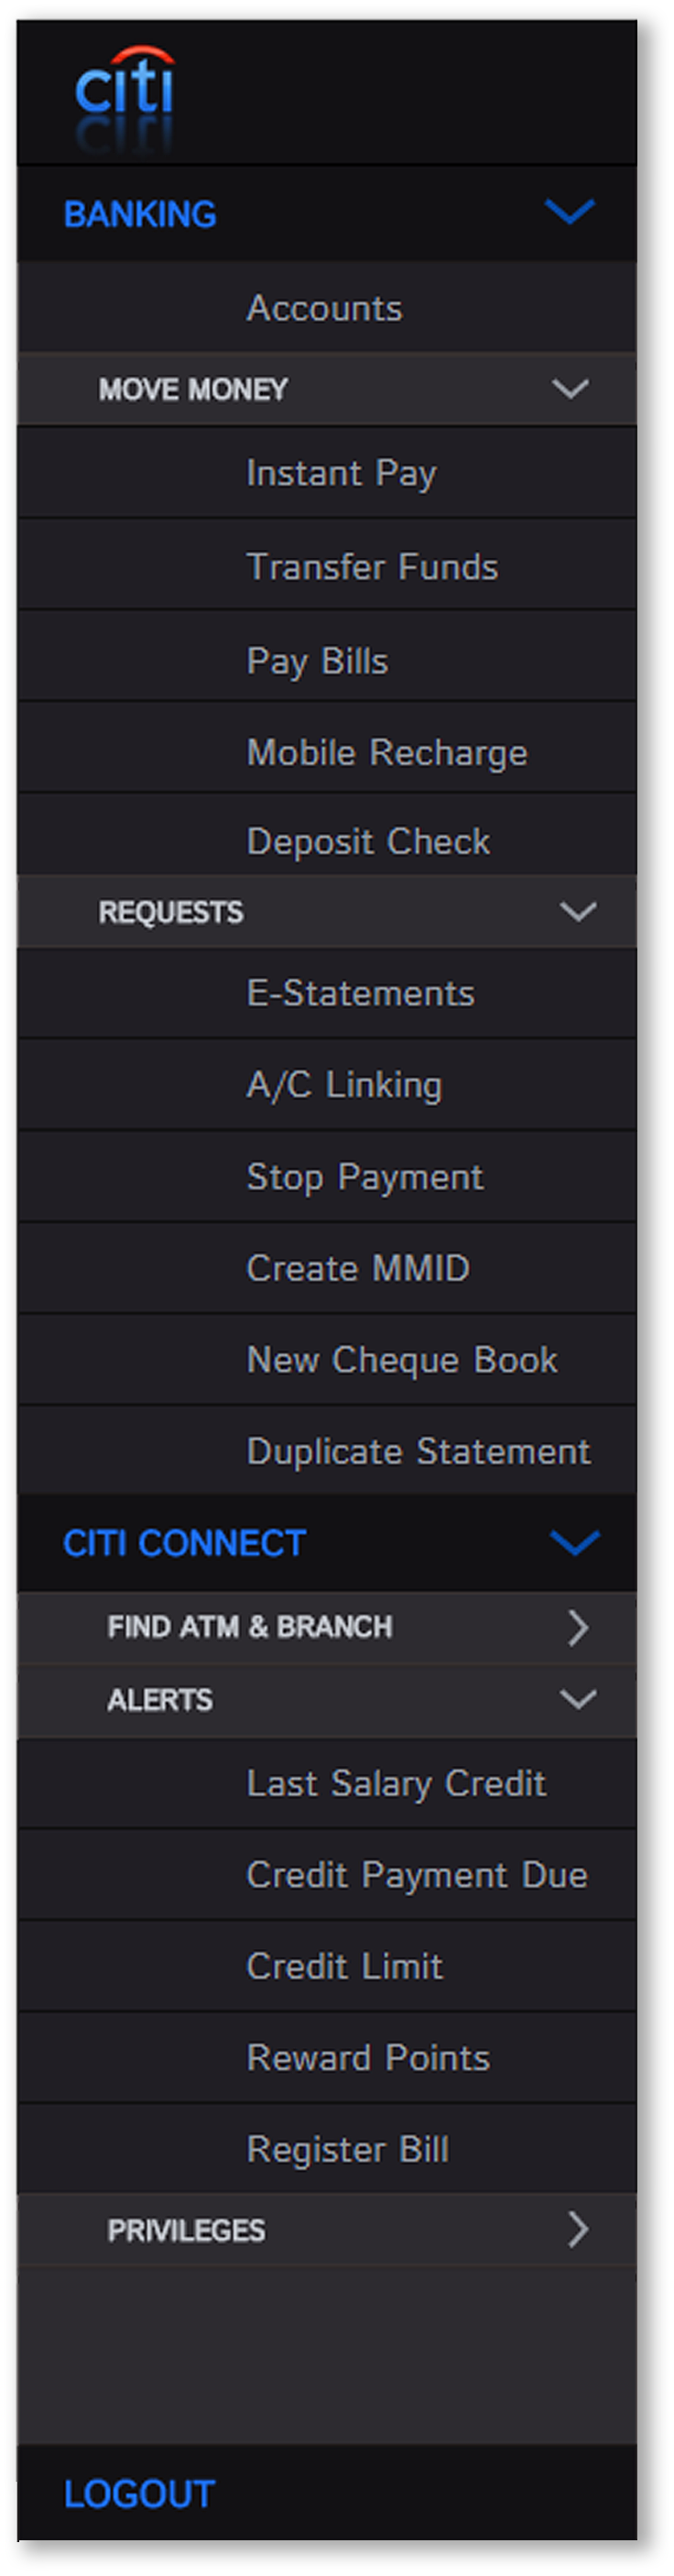 citi
BANKING
Accounts
MOVE MONEY
Instant Pay
Transfer Funds
Pay Bills
Mobile Recharge
Deposit Check
REQUESTS
E-Statements
A/C Linking
Stop Payment
Create MMID
New Cheque Book
Duplicate Statement
CITI CONNECT
FIND ATM & BRANCH
ALERTS
Last Salary Credit
Credit Payment Due
Credit Limit
Reward Points
Register Bill
PRIVILEGES
LOGOUT